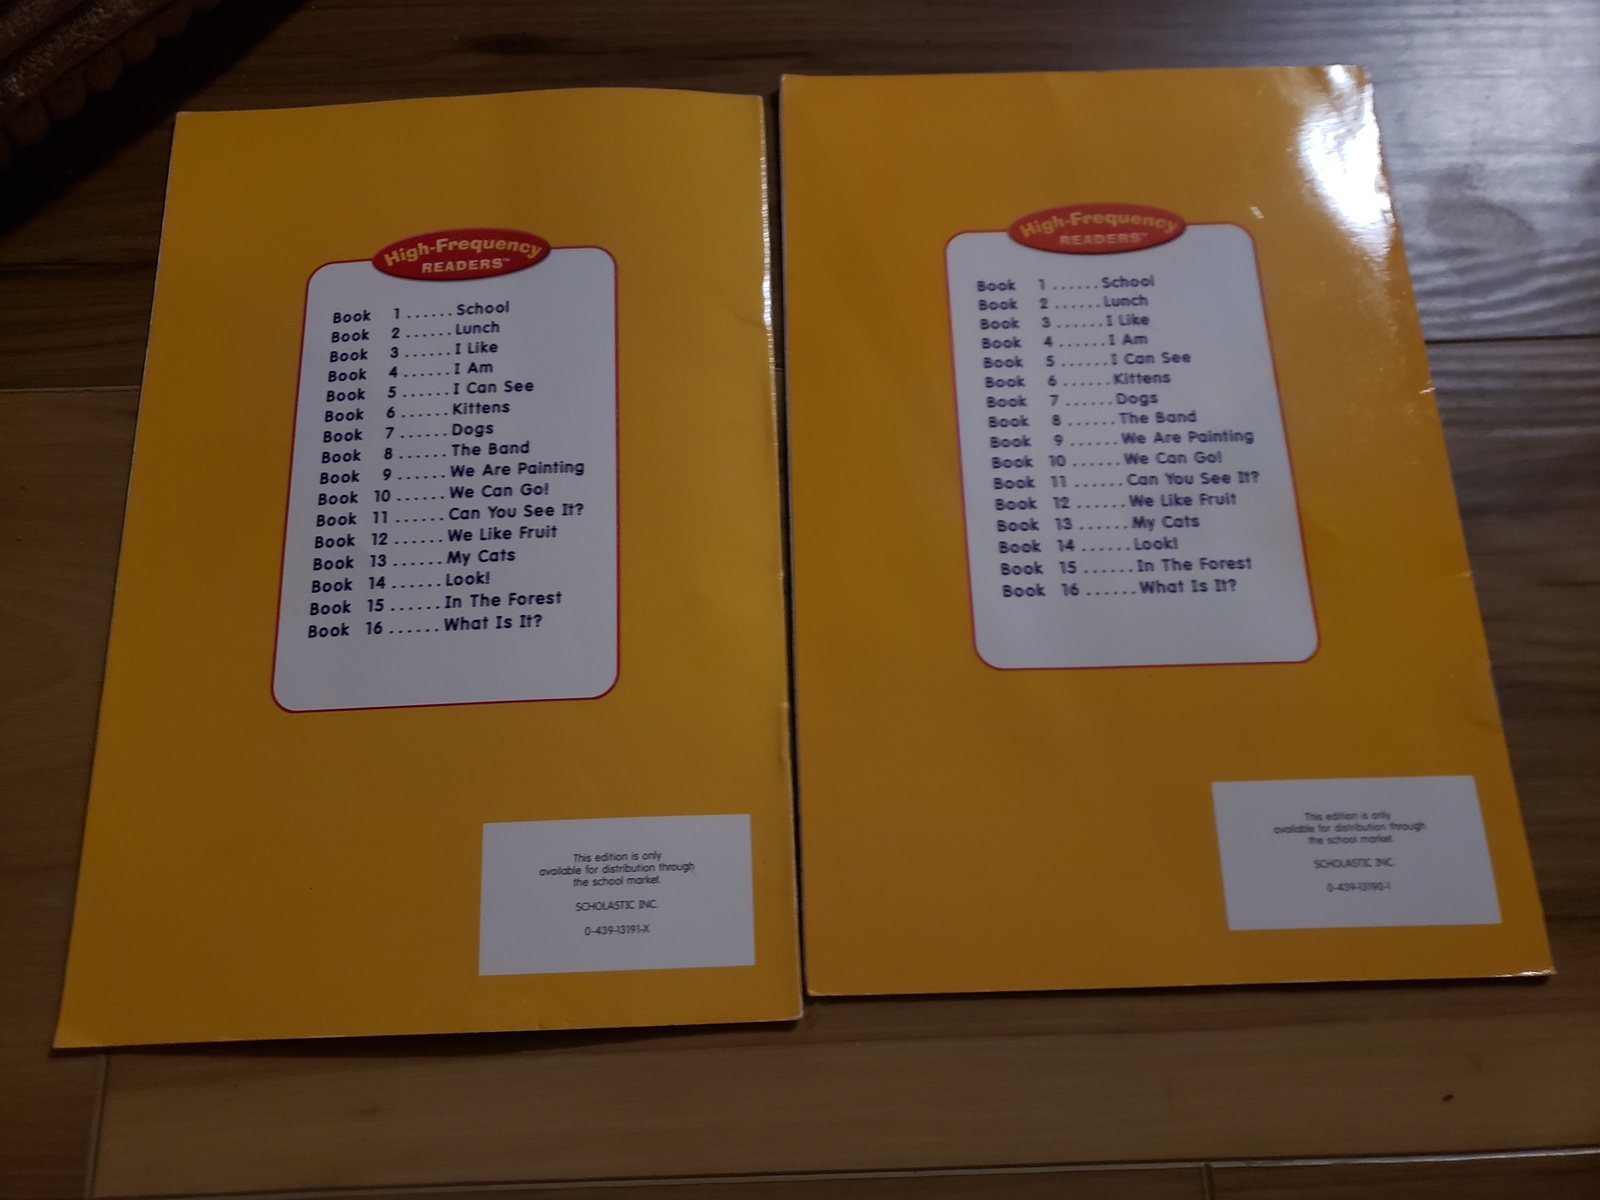 High-Frequency
READERS™
Book 1 ...... School
Book 2 ...... Lunch
Book 3 ...... I Like
Book 4 ...... I Am
Book 5 ...... I Can See
Book 6 ...... Kittens
Book 7 ...... Dogs
Book 8 ...... The Band
Book 9 ...... We Are Painting
Book 10 ...... We Can Go!
Book 11 ...... Can You See It?
Book 12 ...... We Like Fruit
Book 13 ...... My Cats
Book 14 ...... Look!
Book 15 ...... In The Forest
Book 16 ...... What Is It?
This edition is only
available for distribution through
the school market.
SCHOLASTIC INC.
0-439-13191-X
High-Frequency
READERS™
Book 1 ...... School
Book 2 ...... Lunch
Book 3 ...... I Like
Book 4 ...... I Am
Book 5 ...... I Can See
Book 6 ...... Kittens
Book 7 ...... Dogs
Book 8 ...... The Band
Book 9 ...... We Are Painting
Book 10 ...... We Can Go!
Book 11 ...... Can You See It?
Book 12 ...... We Like Fruit
Book 13 ...... My Cats
Book 14 ...... Look!
Book 15 ...... In The Forest
Book 16 ...... What Is It?
This edition is only
available for distribution through
the school market.
SCHOLASTIC INC.
0-439-13190-1